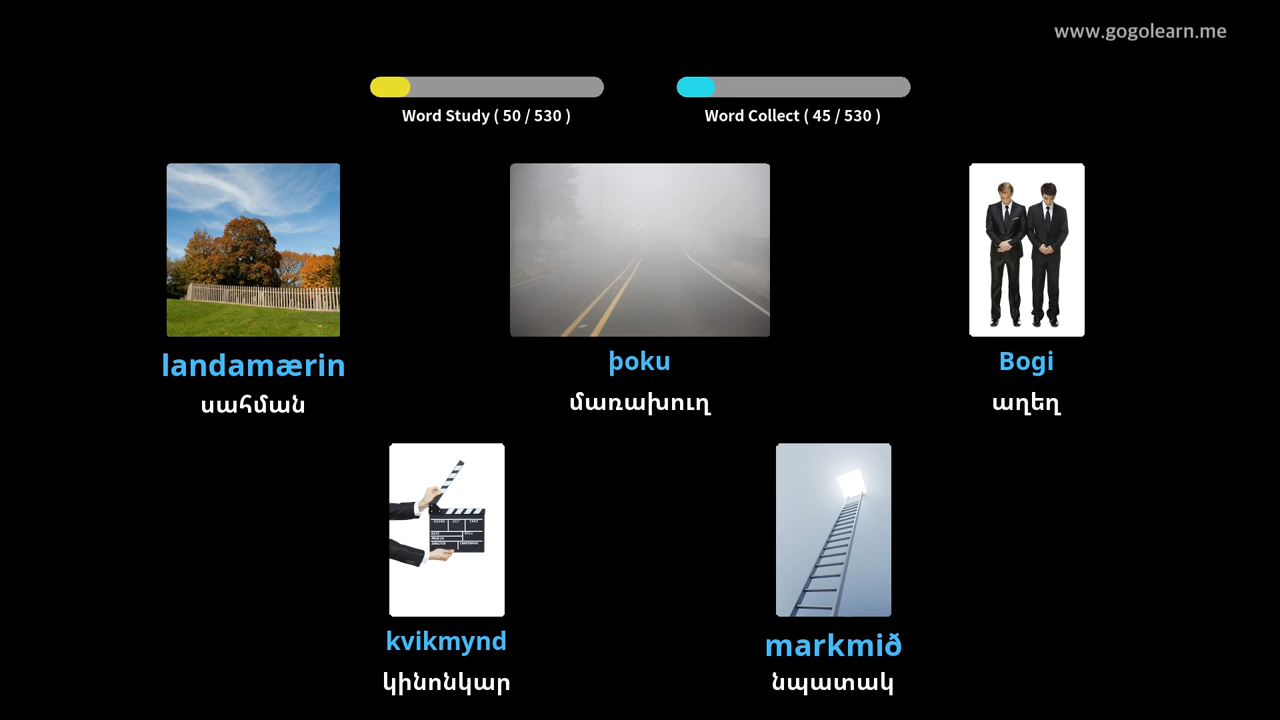 www.gogolearn.me
Word Study ( 50 / 530 )
Word Collect ( 45 / 530 )
landamærin
սահման
þoku
մառախուղ
Bogi
աղեղ
kvikmynd
կինոնկար
markmið
նպատակ